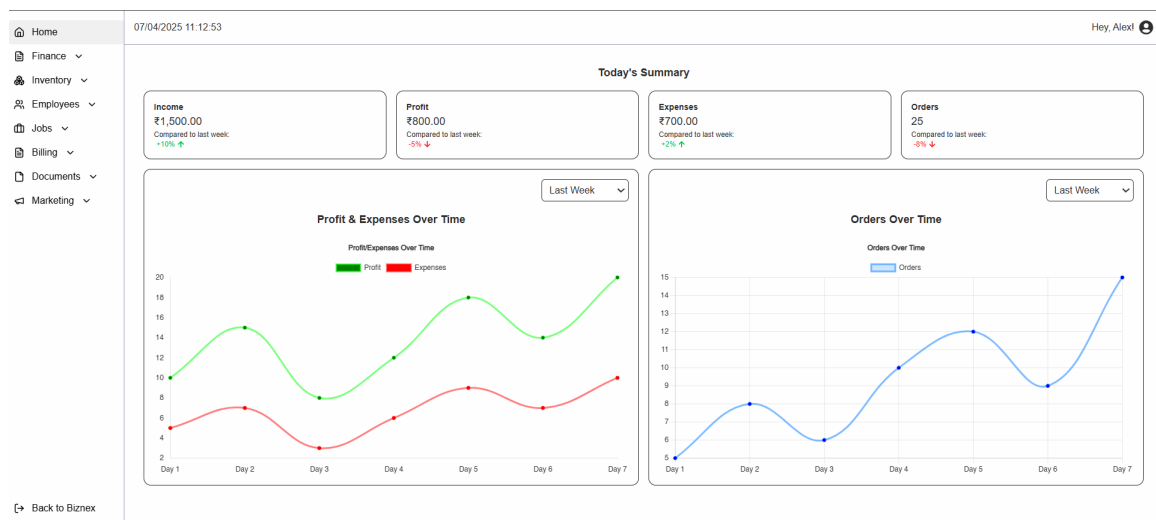 Home
Finance
Inventory
Employees
Jobs
Billing
Documents
Marketing
Back to Biznex
07/04/2025 11:12:53
Hey, Alex!
Today's Summary
Income
₹1,500.00
Compared to last week:
+10% ↑
Profit
₹800.00
Compared to last week:
-5% ↓
Expenses
₹700.00
Compared to last week:
+2% ↑
Orders
25
Compared to last week:
-8% ↓
Last Week
Profit & Expenses Over Time
Profit/Expenses Over Time
Profit Expenses
20
18
16
14
12
10
8
6
4
2
Day 1 Day 2 Day 3 Day 4 Day 5 Day 6 Day 7
Last Week
Orders Over Time
Orders Over Time
Orders
15
14
13
12
11
10
9
8
7
6
5
Day 1 Day 2 Day 3 Day 4 Day 5 Day 6 Day 7